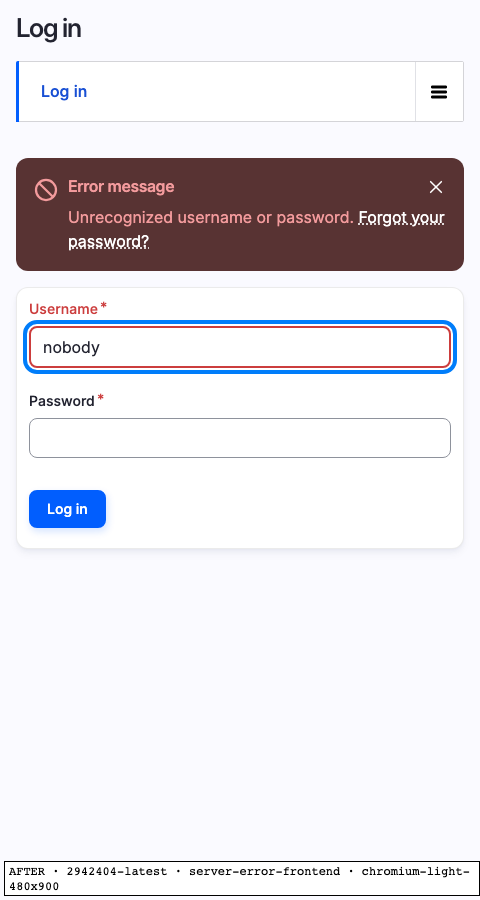 Log in
Log in
Error message
Unrecognized username or password. Forgot your
password?
Username*
nobody
Password*
Log in
AFTER · 2942404-latest · server-error-frontend · chromium-light-
480x900